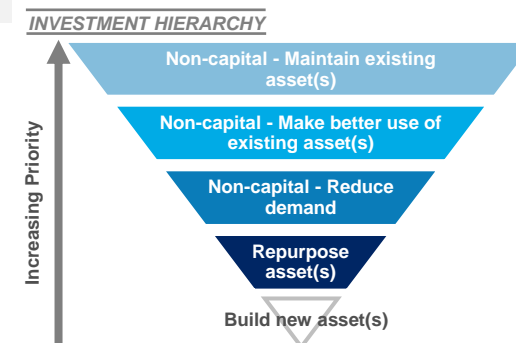 INVESTMENT HIERARCHY
Non-capital - Maintain existing
asset(s)
Non-capital - Make better use of
existing asset(s)
Non-capital - Reduce
demand
Repurpose
asset(s)
Build new asset(s)
Increasing Priority